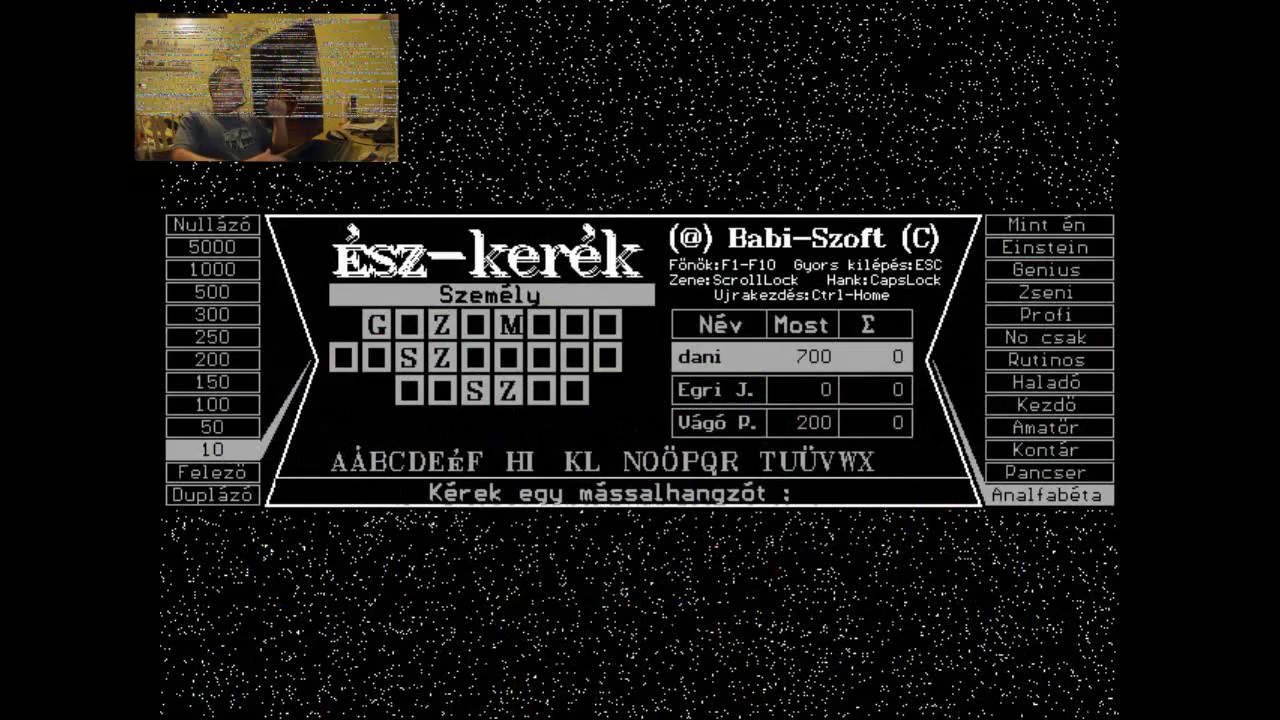 Nullázó
5000
1000
500
300
250
200
150
100
50
10
Felező
Duplázó
Ész-kerék
Személy
G Z M
S Z
S Z
(@) Babi-Szoft (C)
Főnök:F1-F10 Gyors kilépés:ESC
Zene:ScrollLock Hank:CapsLock
Ujrakezdés:Ctrl-Home
Név Most Σ
dani 700 0
Egri J. 0 0
Vágó P. 200 0
AÁBCDEÉF HI KL NOÖPQR TUÜVWX
Kérek egy mássalhangzót :
Mint én
Einstein
Genius
Zseni
Profi
No csak
Rutinos
Haladó
Kezdő
Amatőr
Kontár
Pancser
Analfabéta